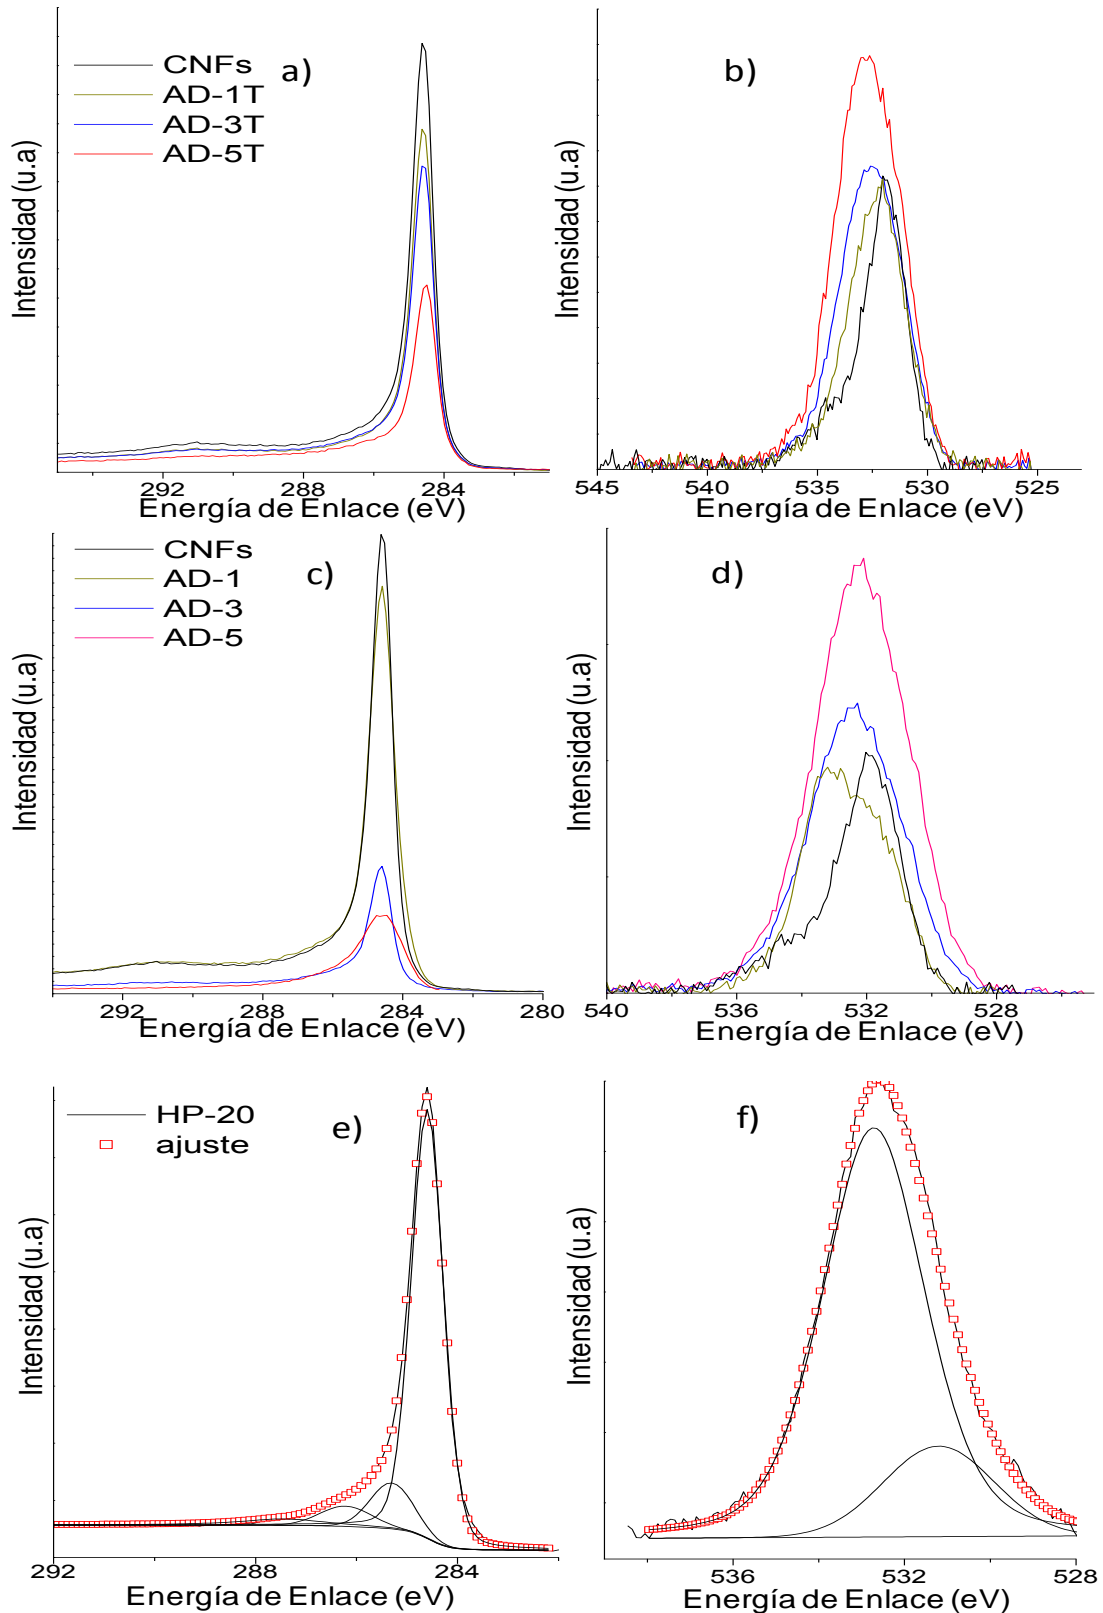 CNFs
AD-1T
AD-3T
AD-5T
a)
Intensidad (u.a)
292 288 284
Energía de Enlace (eV)
b)
Intensidad (u.a)
545 540 535 530 525
Energía de Enlace (eV)
CNFs
AD-1
AD-3
AD-5
c)
Intensidad (u.a)
292 288 284 280
Energía de Enlace (eV)
d)
Intensidad (u.a)
540 536 532 528
Energía de Enlace (eV)
HP-20
ajuste
e)
Intensidad (u.a)
292 288 284
Energía de Enlace (eV)
f)
Intensidad (u.a)
536 532 528
Energía de Enlace (eV)